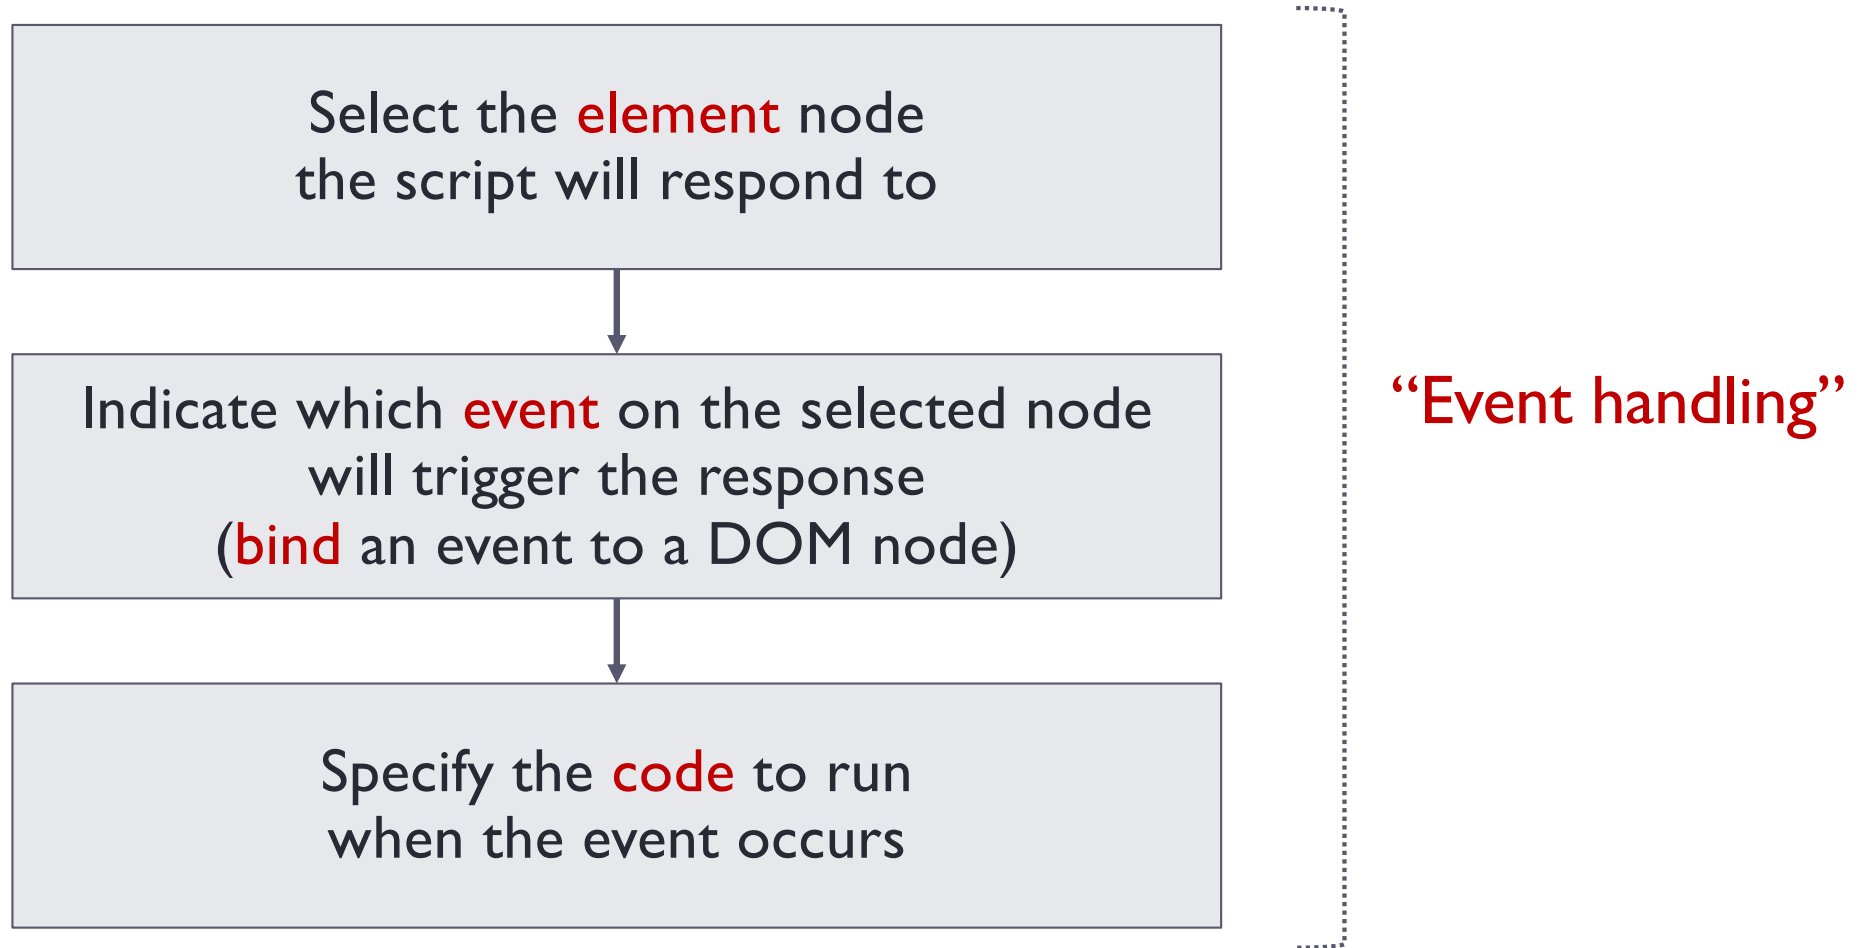 Select the element node
the script will respond to
Indicate which event on the selected node
will trigger the response
(bind an event to a DOM node)
Specify the code to run
when the event occurs
“Event handling”